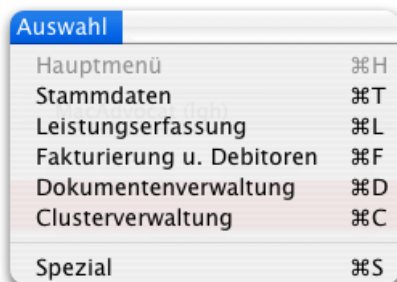 Auswahl
Hauptmenü ⌘H
Stammdaten ⌘T
Leistungserfassung ⌘L
Fakturierung u. Debitoren ⌘F
Dokumentenverwaltung ⌘D
Clusterverwaltung ⌘C
Spezial ⌘S